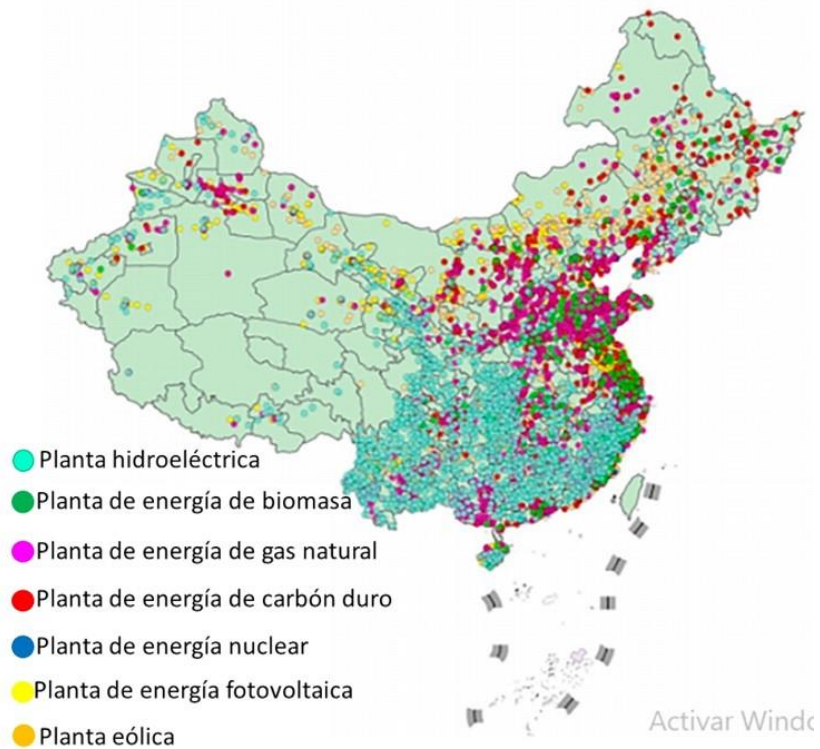 Planta hidroeléctrica
Planta de energía de biomasa
Planta de energía de gas natural
Planta de energía de carbón duro
Planta de energía nuclear
Planta de energía fotovoltaica
Planta eólica
Activar Windo